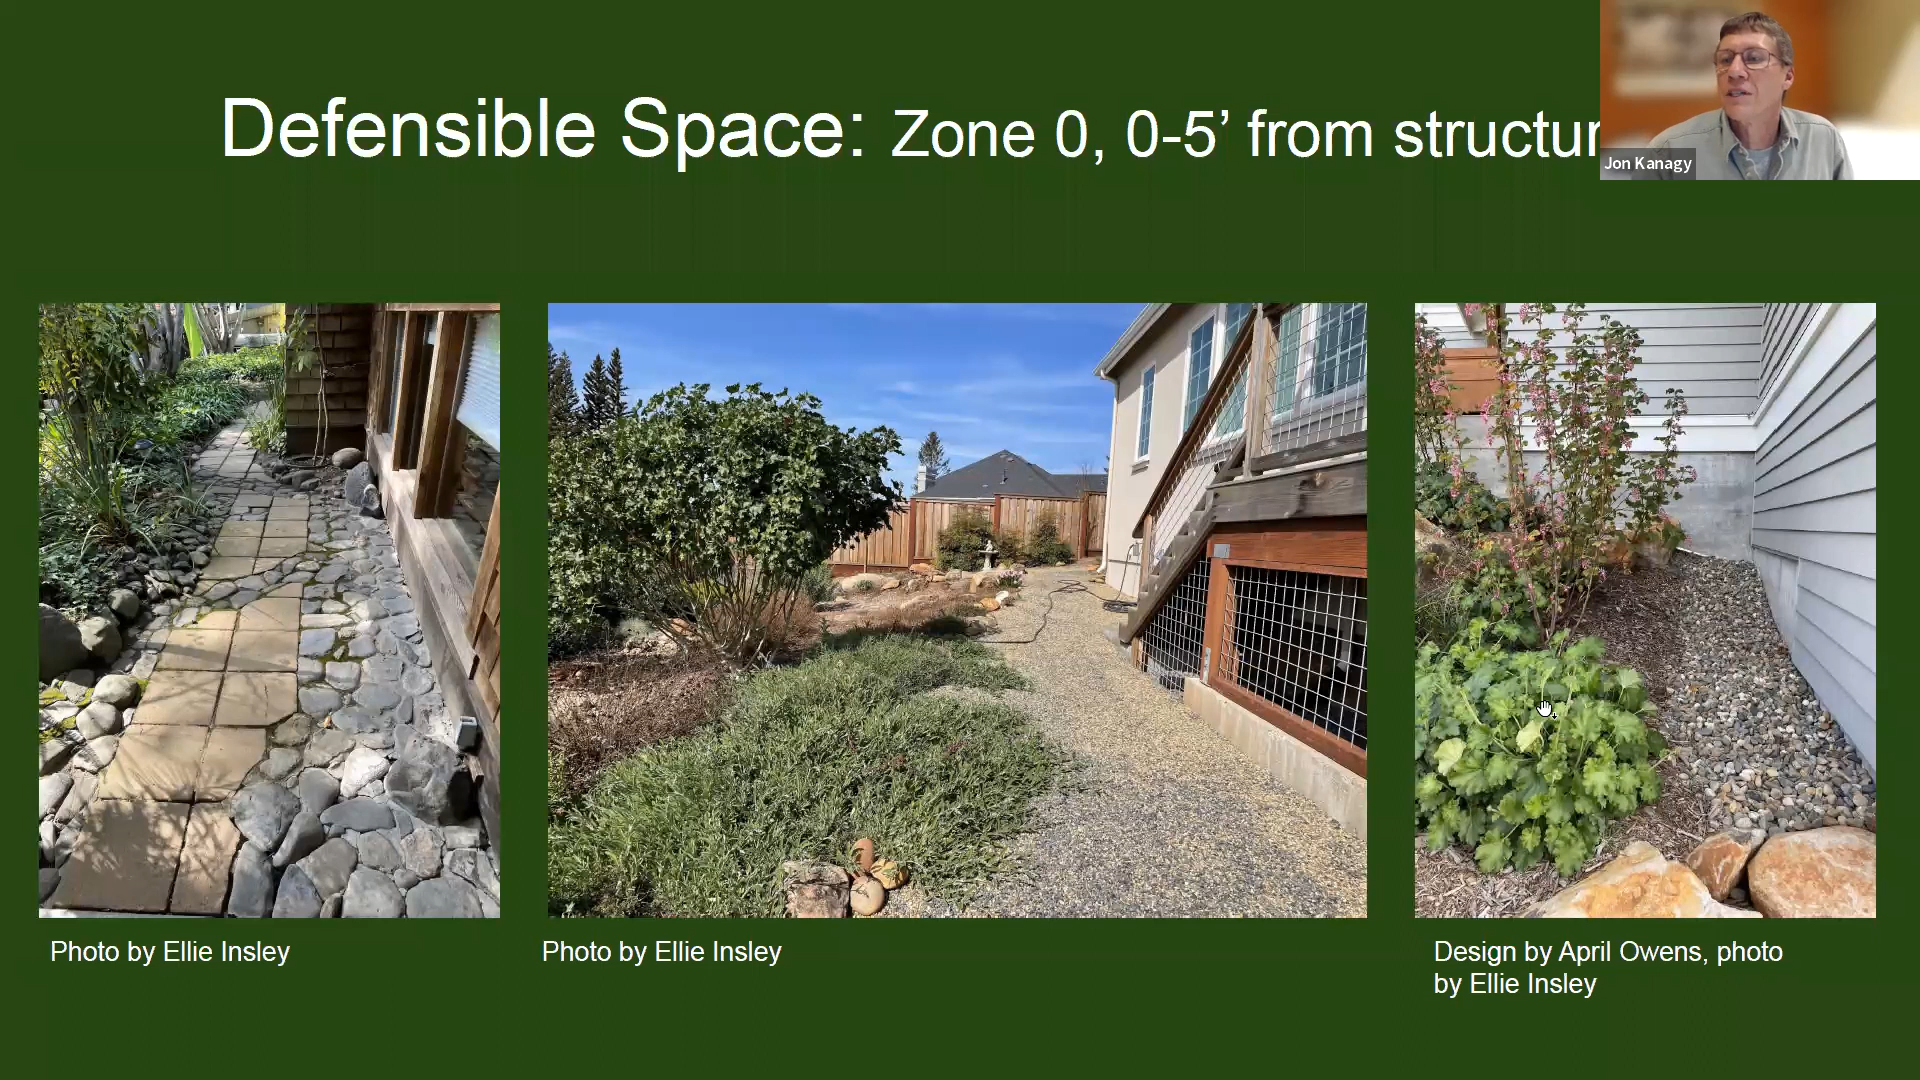 Defensible Space: Zone 0, 0-5’ from structur
Jon Kanagy
Photo by Ellie Insley
Photo by Ellie Insley
Design by April Owens, photo
by Ellie Insley